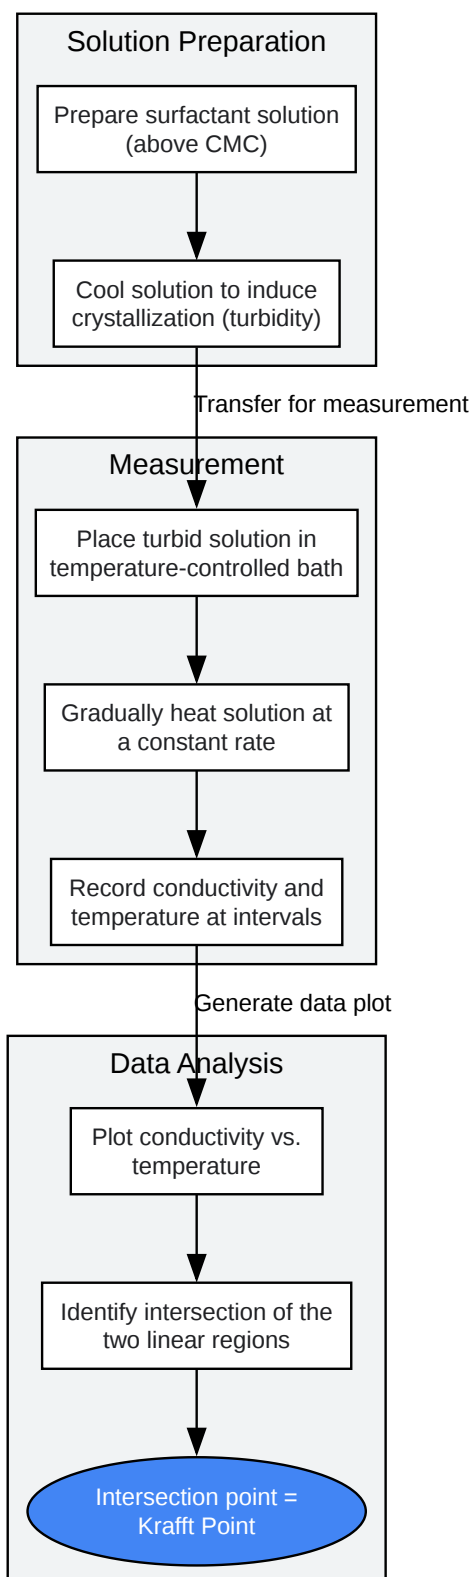 Solution Preparation
Prepare surfactant solution
(above CMC)
Cool solution to induce
crystallization (turbidity)
Transfer for measurement
Measurement
Place turbid solution in
temperature-controlled bath
Gradually heat solution at
a constant rate
Record conductivity and
temperature at intervals
Generate data plot
Data Analysis
Plot conductivity vs.
temperature
Identify intersection of the
two linear regions
Intersection point =
Krafft Point